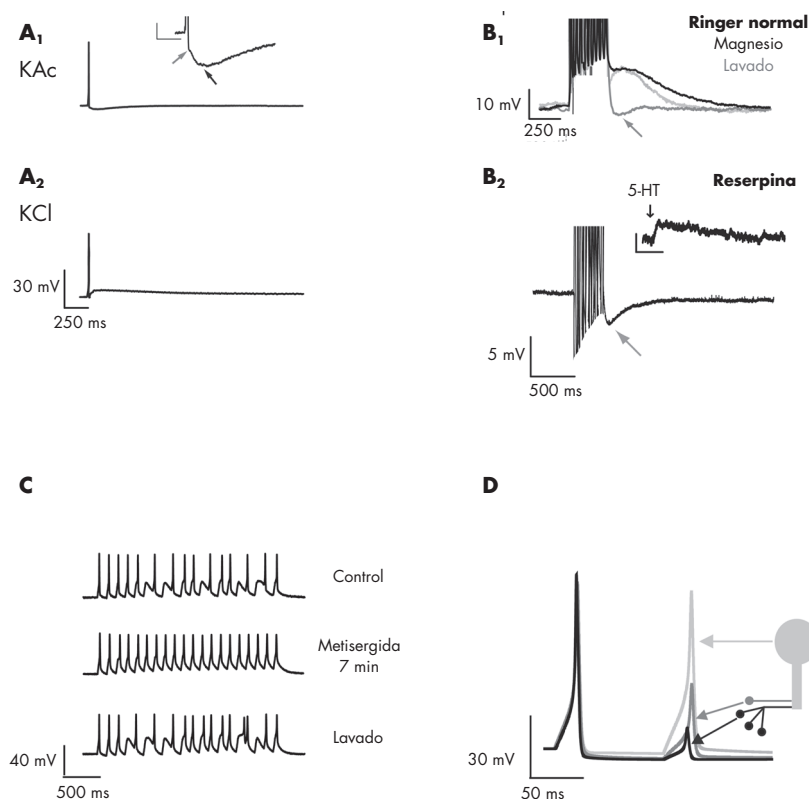 A1
KAc
A2
KCl
30 mV
250 ms
B1
Ringer normal
Magnesio
Lavado
10 mV
250 ms
B2
Reserpina
5-HT
5 mV
500 ms
C
Control
Metisergida
7 min
Lavado
40 mV
500 ms
D
30 mV
50 ms